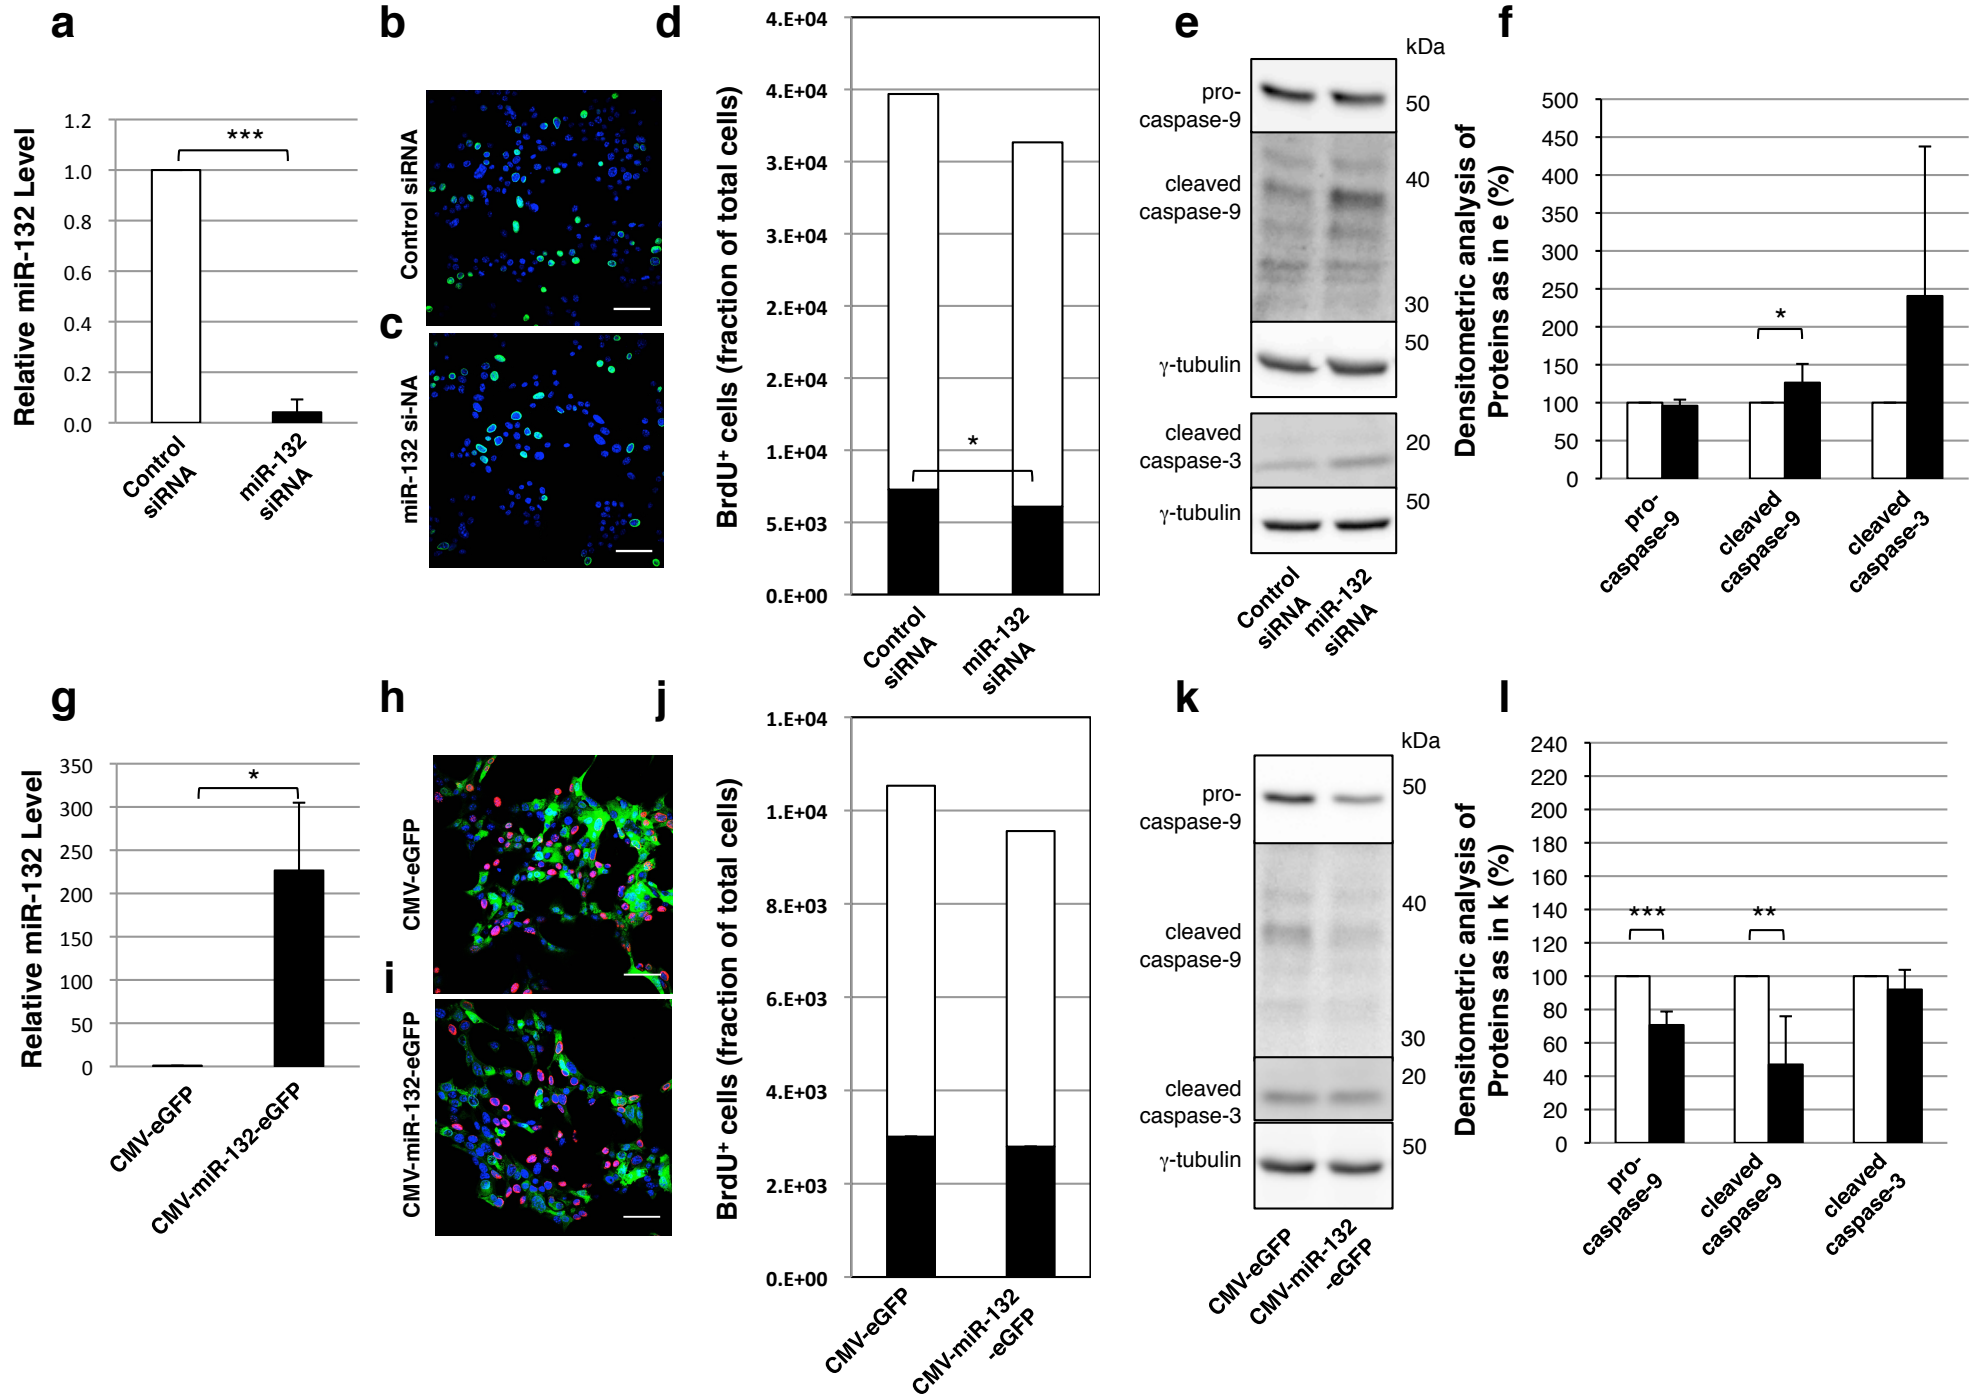 a
Relative miR-132 Level
1.2
1.0
0.8
0.6
0.4
0.2
0.0
***
Control
siRNA
miR-132
siRNA
b
Control siRNA
c
miR-132 si-NA
d
BrdU+ cells (fraction of total cells)
4.E+04
4.E+04
3.E+04
3.E+04
2.E+04
2.E+04
1.E+04
5.E+03
0.E+00
*
Control
siRNA
miR-132
siRNA
e
kDa
pro-
caspase-9
50
cleaved
caspase-9
40
30
γ-tubulin
50
cleaved
caspase-3
20
γ-tubulin
50
Control
siRNA
miR-132
siRNA
f
Densitometric analysis of
Proteins as in e (%)
500
450
400
350
300
250
200
150
100
50
0
*
pro-
caspase-9
cleaved
caspase-9
cleaved
caspase-3
g
Relative miR-132 Level
350
300
250
200
150
100
50
0
*
CMV-eGFP
CMV-miR-132-eGFP
h
CMV-eGFP
i
CMV-miR-132-eGFP
j
BrdU+ cells (fraction of total cells)
1.E+04
1.E+04
8.E+03
6.E+03
4.E+03
2.E+03
0.E+00
CMV-eGFP
CMV-miR-132
-eGFP
k
kDa
pro-
caspase-9
50
cleaved
caspase-9
40
30
cleaved
caspase-3
20
γ-tubulin
50
CMV-eGFP
CMV-miR-132
-eGFP
l
Densitometric analysis of
Proteins as in k (%)
240
220
200
180
160
140
120
100
80
60
40
20
0
***
**
pro-
caspase-9
cleaved
caspase-9
cleaved
caspase-3